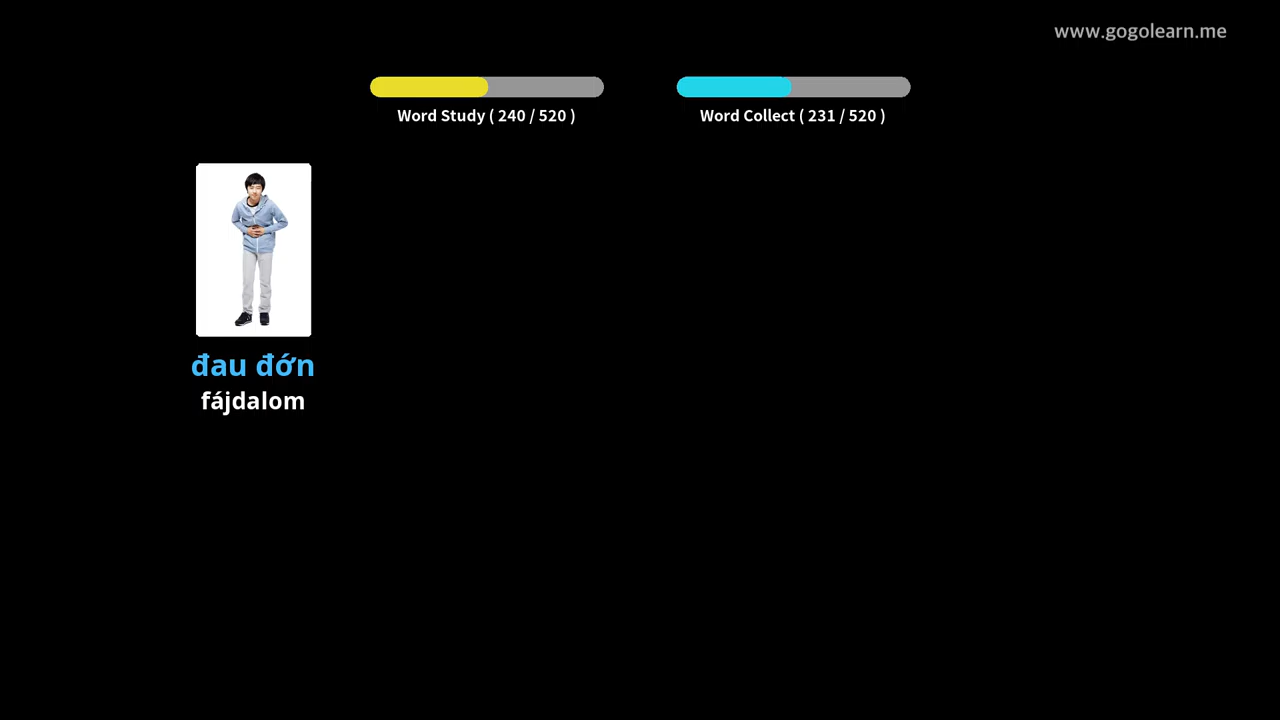 www.gogolearn.me
Word Study ( 240 / 520 )
Word Collect ( 231 / 520 )
đau đớn
fájdalom